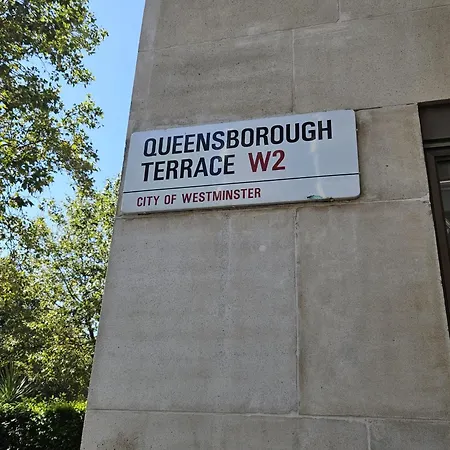 QUEENSBOROUGH
TERRACE W2
CITY OF WESTMINSTER